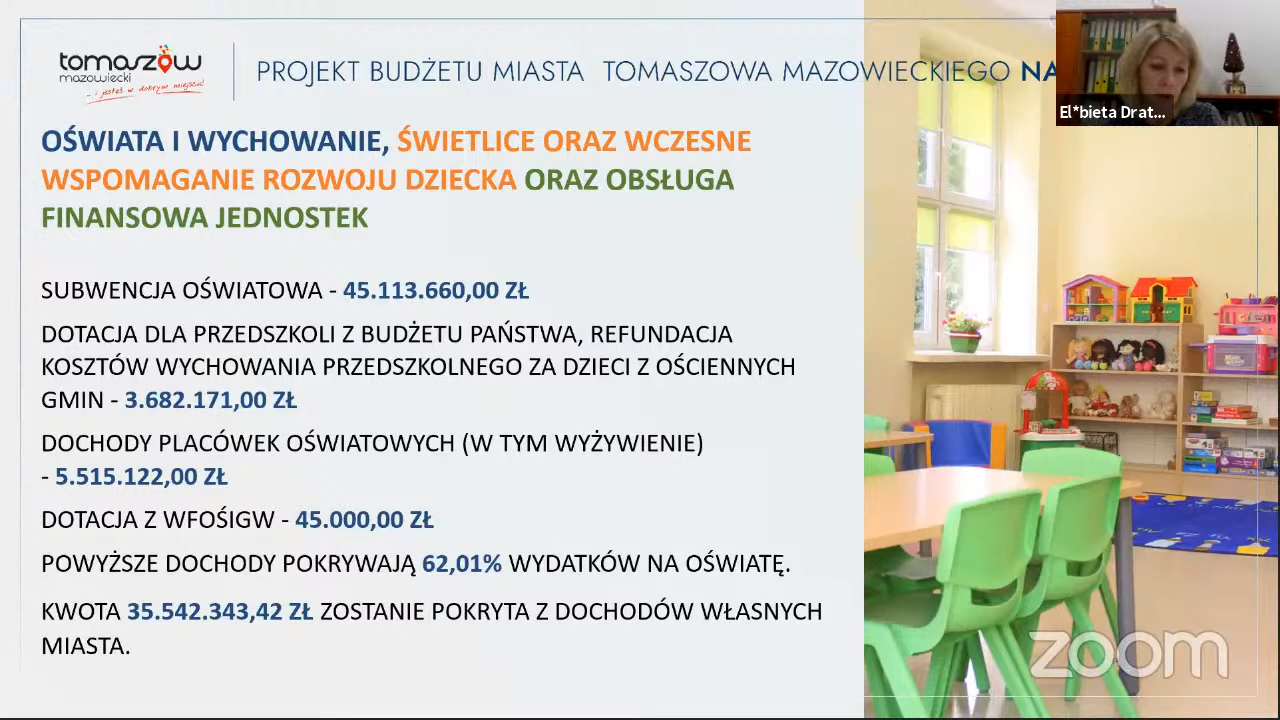 tomaszów
mazowiecki
- i jesteś w dobrym miejscu!
PROJEKT BUDŻETU MIASTA TOMASZOWA MAZOWIECKIEGO NA
El*bieta Drat...
OŚWIATA I WYCHOWANIE, ŚWIETLICE ORAZ WCZESNE
WSPOMAGANIE ROZWOJU DZIECKA ORAZ OBSŁUGA
FINANSOWA JEDNOSTEK
SUBWENCJA OŚWIATOWA - 45.113.660,00 ZŁ
DOTACJA DLA PRZEDSZKOLI Z BUDŻETU PAŃSTWA, REFUNDACJA
KOSZTÓW WYCHOWANIA PRZEDSZKOLNEGO ZA DZIECI Z OŚCIENNYCH
GMIN - 3.682.171,00 ZŁ
DOCHODY PLACÓWEK OŚWIATOWYCH (W TYM WYŻYWIENIE)
- 5.515.122,00 ZŁ
DOTACJA Z WFOŚIGW - 45.000,00 ZŁ
POWYŻSZE DOCHODY POKRYWAJĄ 62,01% WYDATKÓW NA OŚWIATĘ.
KWOTA 35.542.343,42 ZŁ ZOSTANIE POKRYTA Z DOCHODÓW WŁASNYCH
MIASTA.
zoom